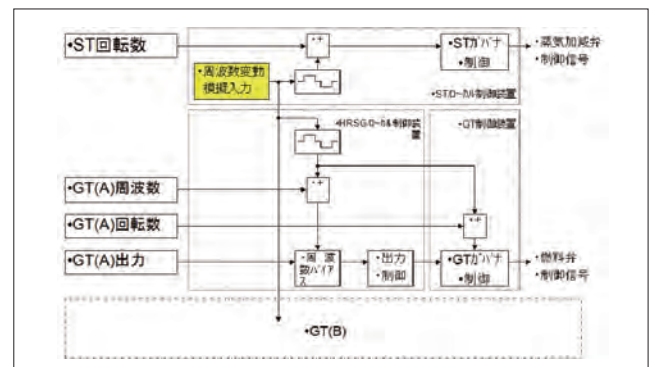 •ST回転数
•+
•STガバナ
•制御
•蒸気加減弁
•制御信号
•周波数変動
模擬入力
•STローカル制御装置
•HRSGローカル制御装
置
•GT制御装置
•GT(A)周波数
•+
•GT(A)回転数
•+
•GT(A)出力
•周波
数バイア
ス
•出力
•制御
•GTガバナ
•制御
•燃料弁
•制御信号
•GT(B)